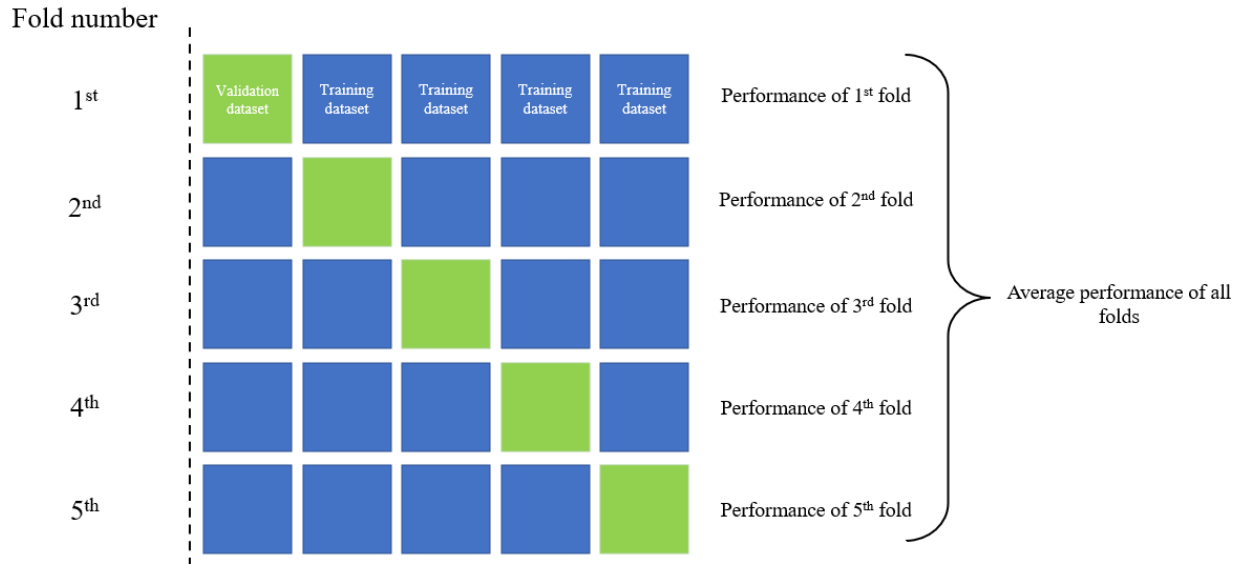 Fold number
1st
Validation
dataset
Training
dataset
Training
dataset
Training
dataset
Training
dataset
Performance of 1st fold
2nd
Performance of 2nd fold
3rd
Performance of 3rd fold
Average performance of all
folds
4th
Performance of 4th fold
5th
Performance of 5th fold